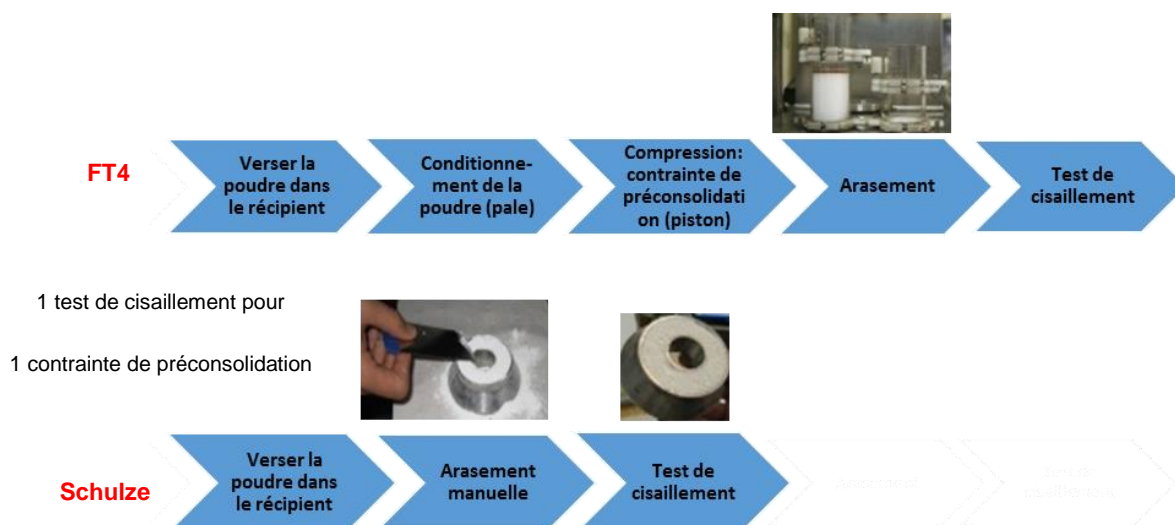 FT4
Verser la
poudre dans
le récipient
Conditionne-
ment de la
poudre (pale)
Compression:
contrainte de
préconsolidati
on (piston)
Arasement
Test de
cisaillement
1 test de cisaillement pour
1 contrainte de préconsolidation
Schulze
Verser la
poudre dans
le récipient
Arasement
manuelle
Test de
cisaillement